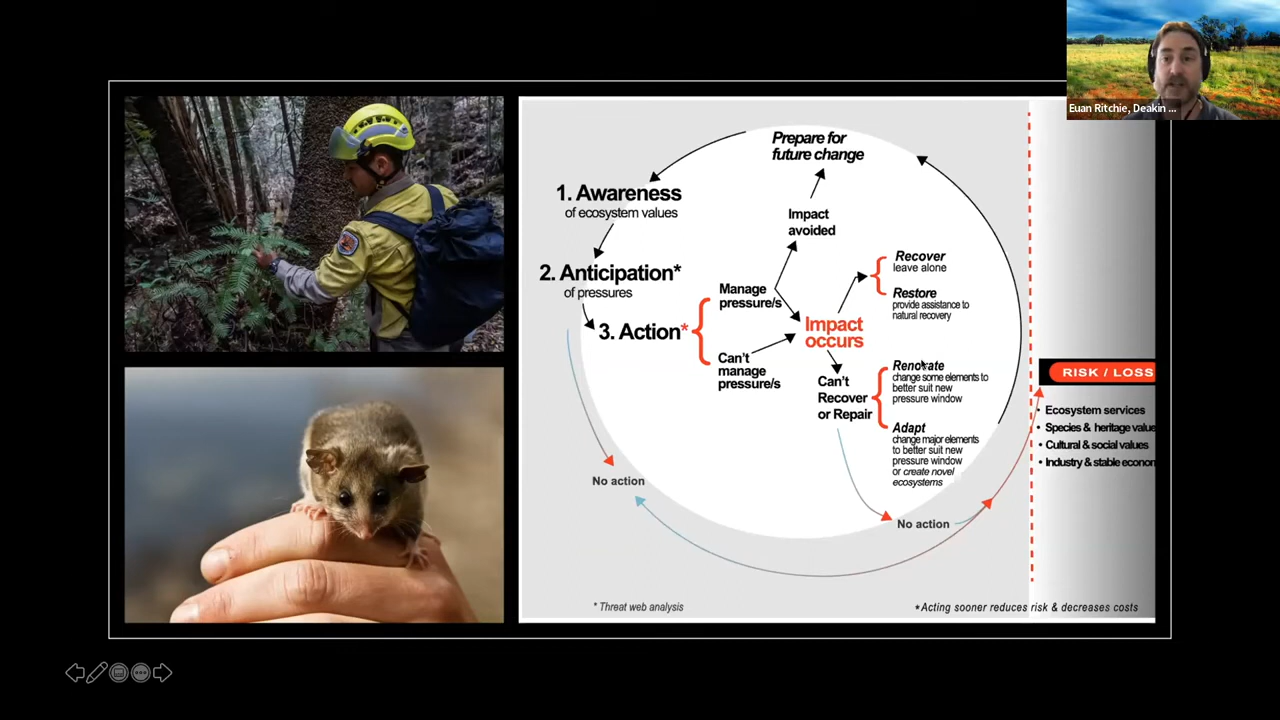 Euan Ritchie, Deakin ...
Prepare for
future change
1. Awareness
of ecosystem values
2. Anticipation*
of pressures
3. Action*
Manage
pressure/s
Can't
manage
pressure/s
Impact
avoided
Impact
occurs
Recover
leave alone
Restore
provide assistance to
natural recovery
Can't
Recover
or Repair
Renovate
change some elements to
better suit new
pressure window
Adapt
change major elements
to better suit new
pressure window
or create novel
ecosystems
No action
No action
RISK / LOSS
• Ecosystem services
• Species & heritage value
• Cultural & social values
• Industry & stable econon
* Threat web analysis
*Acting sooner reduces risk & decreases costs